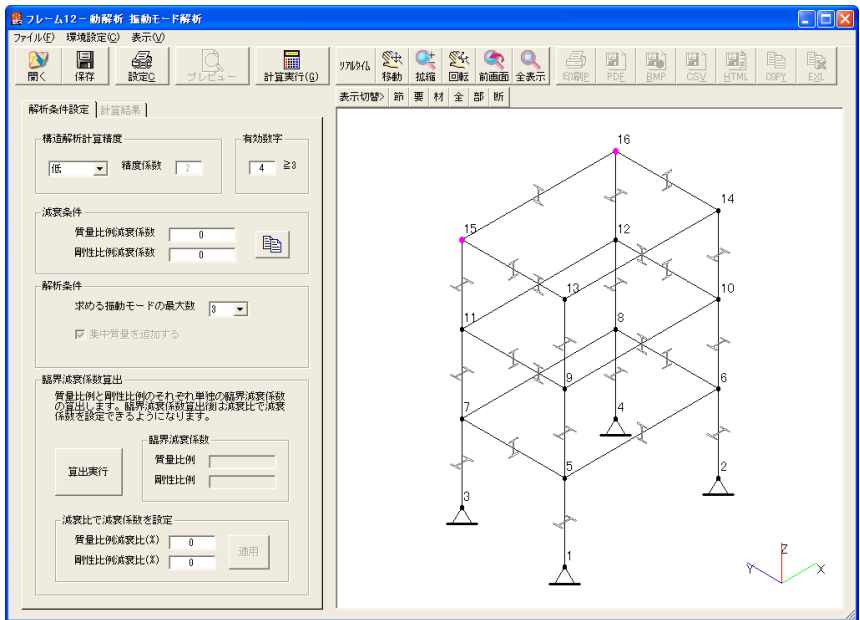 フレーム12－動解析 振動モード解析
ファイル(F) 環境設定(C) 表示(V)
開く 保存 設定C プレビュー 計算実行(G) リアルタイム 移動 拡縮 回転 前画面 全表示 印刷P PDF BMP CSV HTML COPY EXL
表示切替> 節 要 材 全 部 断
解析条件設定 計算結果
構造解析計算精度
低 精度係数 2
有効数字
4 ≧3
減衰条件
質量比例減衰係数 0
剛性比例減衰係数 0
解析条件
求める振動モードの最大数 3
集中質量を追加する
臨界減衰係数算出
質量比例と剛性比例のそれぞれ単独の臨界減衰係数
の算出します。臨界減衰係数算出後は減衰比で減衰
係数を設定できるようになります。
算出実行
臨界減衰係数
質量比例
剛性比例
減衰比で減衰係数を設定
質量比例減衰比(%) 0
剛性比例減衰比(%) 0
適用
16
14
15
12
13
10
11
8
9
6
7
4
5
2
3
1
Z
Y
X